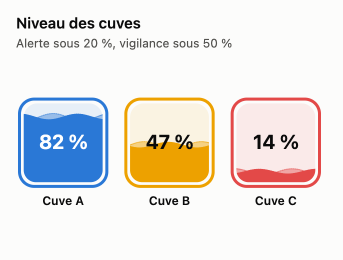 Niveau des cuves
Alerte sous 20 %, vigilance sous 50 %
82 % 47 % 14 %
Cuve A Cuve B Cuve C